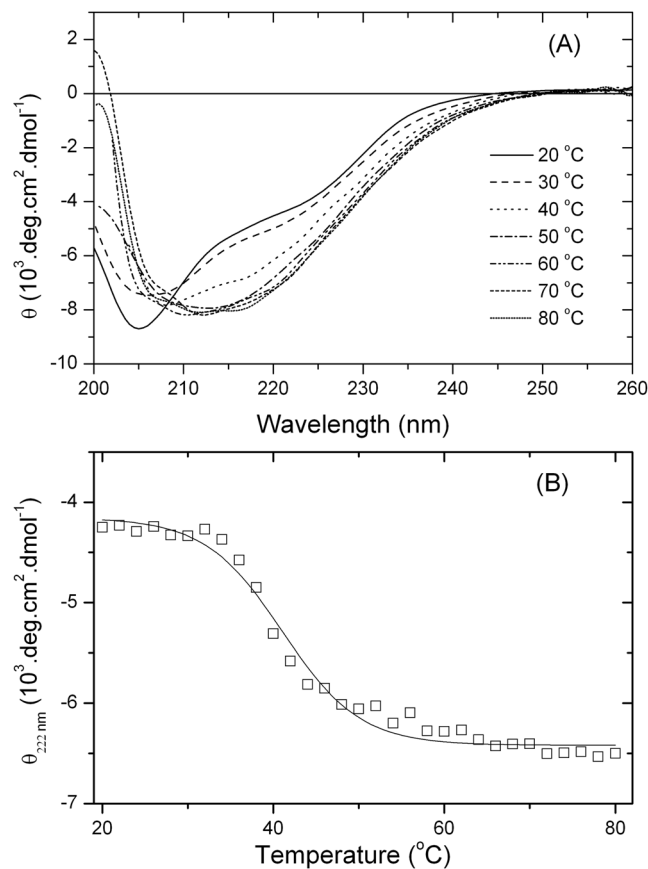 (A)
2
0
-2
-4
-6
-8
-10
θ (10³.deg.cm².dmol⁻¹)
20 °C
30 °C
40 °C
50 °C
60 °C
70 °C
80 °C
200 210 220 230 240 250 260
Wavelength (nm)
(B)
-4
-5
-6
-7
θ222 nm (10³.deg.cm².dmol⁻¹)
20 40 60 80
Temperature (°C)